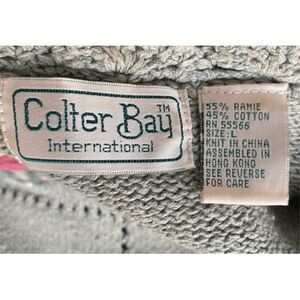 Colter Bay™
International
55% RAMIE
45% COTTON
RN 55566
SIZE: L
KNIT IN CHINA
ASSEMBLED IN
HONG KONG
SEE REVERSE
FOR CARE